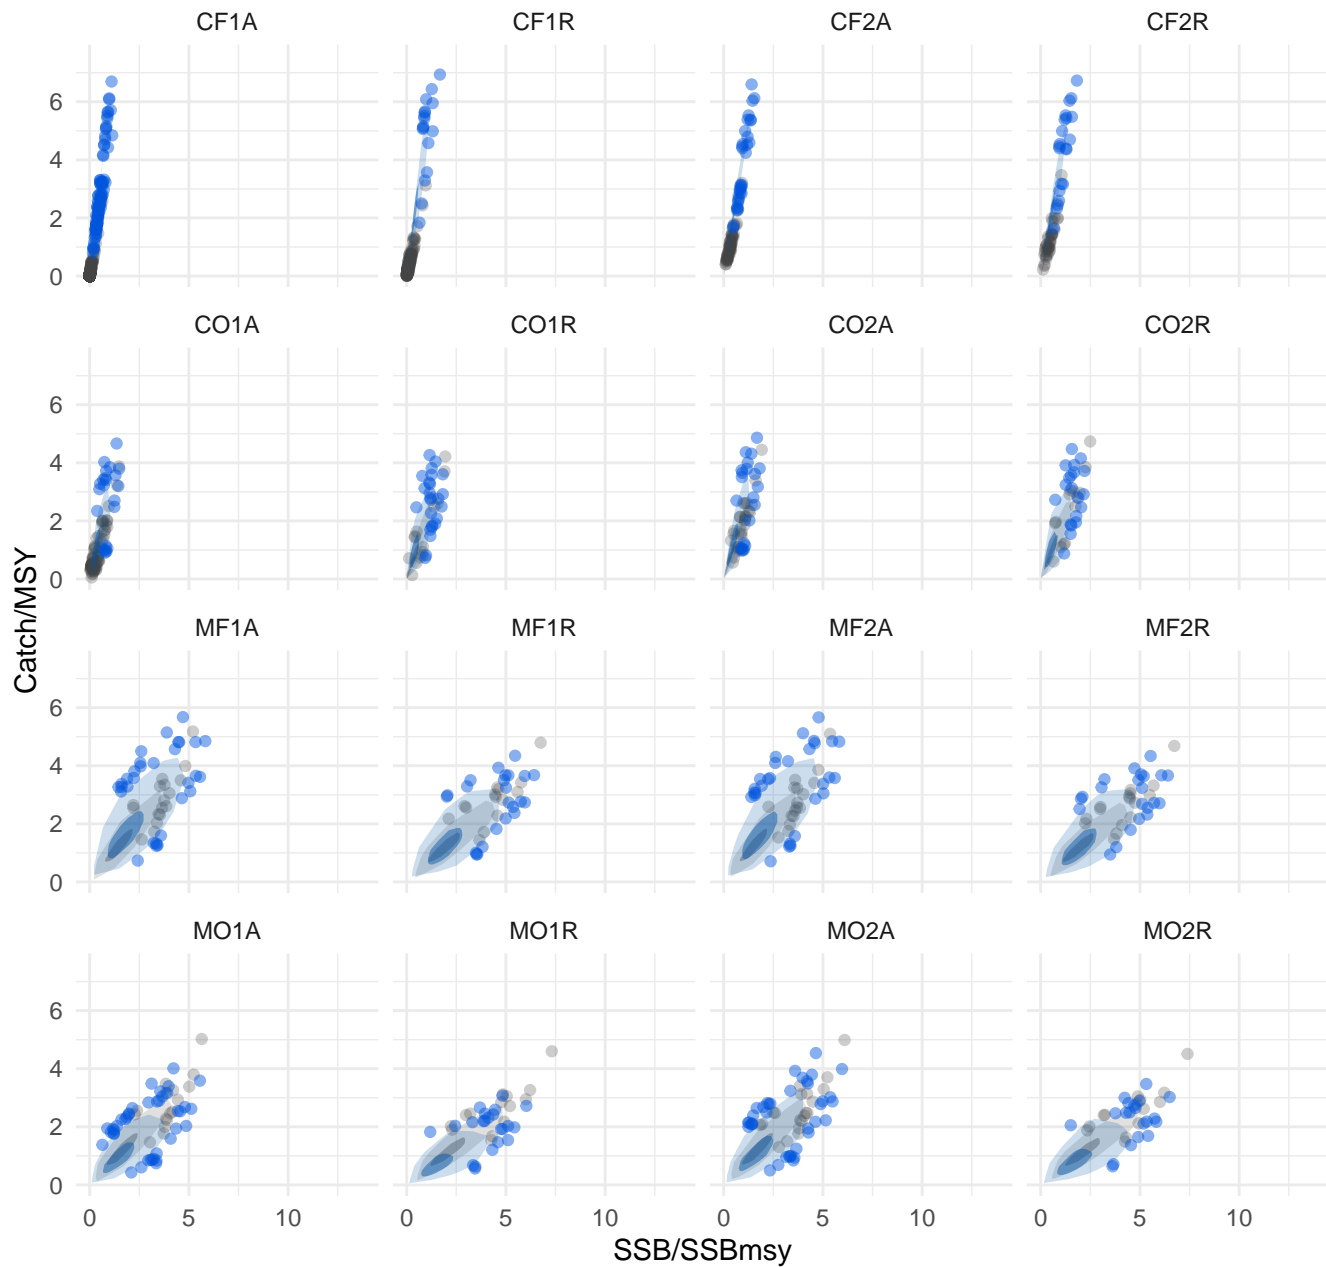 CF1A CF1R CF2A CF2R
6
4
2
0
CO1A CO1R CO2A CO2R
6
4
2
0
MF1A MF1R MF2A MF2R
6
4
2
0
MO1A MO1R MO2A MO2R
6
4
2
0
0 5 10 0 5 10 0 5 10 0 5 10
SSB/SSBmsy
Catch/MSY